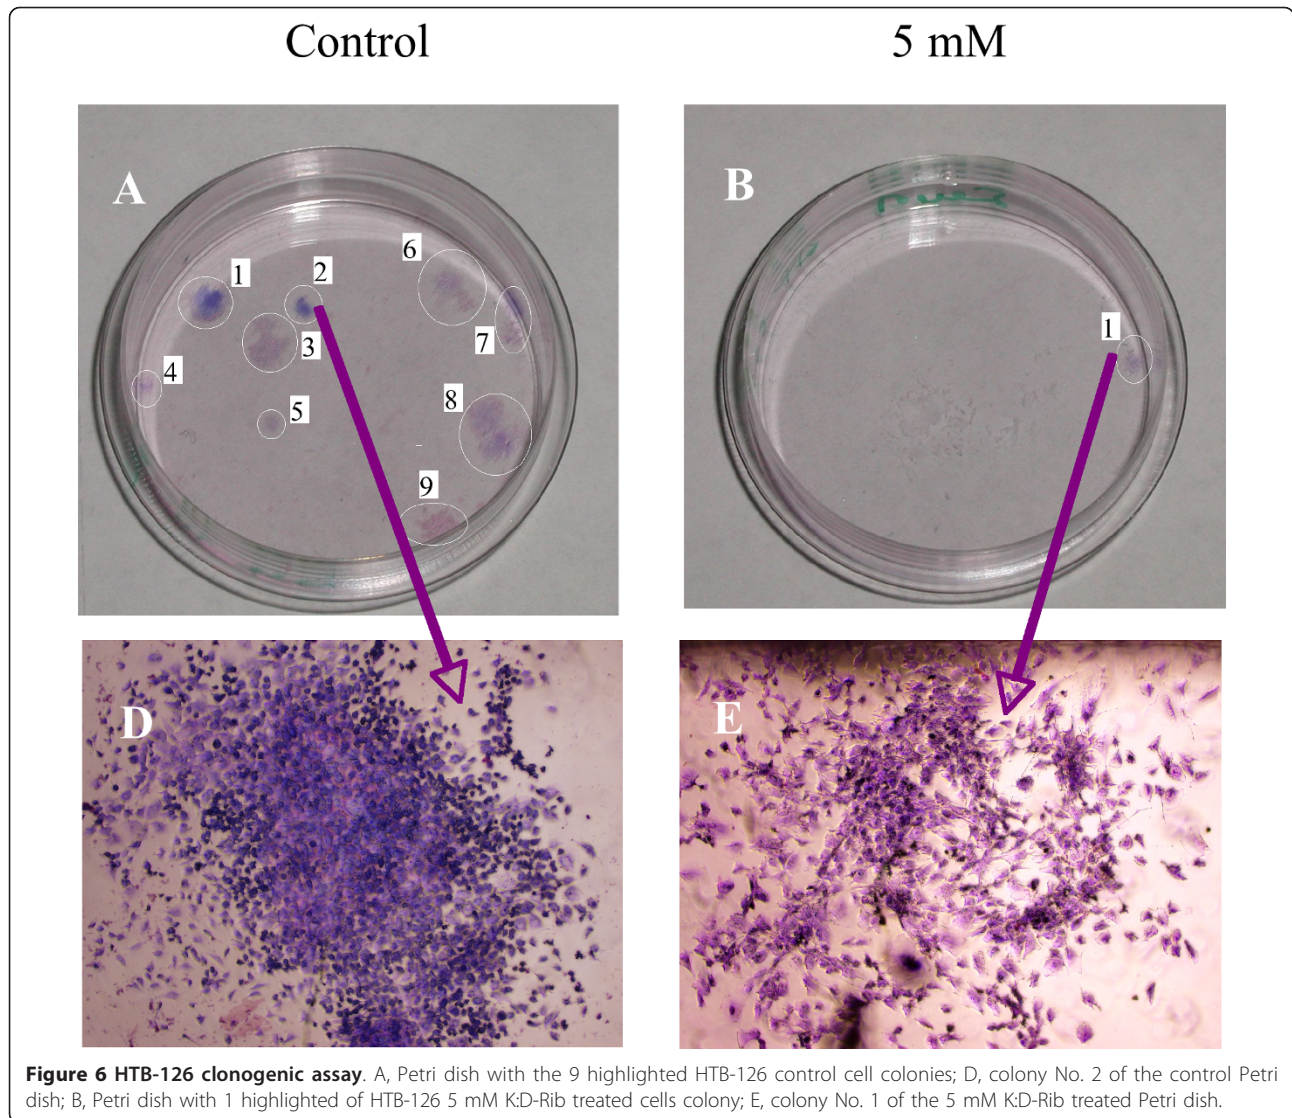 Control
5 mM
A
B
1
2
3
4
5
6
7
8
9
1
D
E
Figure 6 HTB-126 clonogenic assay. A, Petri dish with the 9 highlighted HTB-126 control cell colonies; D, colony No. 2 of the control Petri
dish; B, Petri dish with 1 highlighted of HTB-126 5 mM K:D-Rib treated cells colony; E, colony No. 1 of the 5 mM K:D-Rib treated Petri dish.